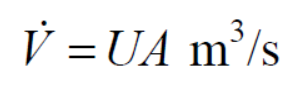 V̇ = UA m³/s